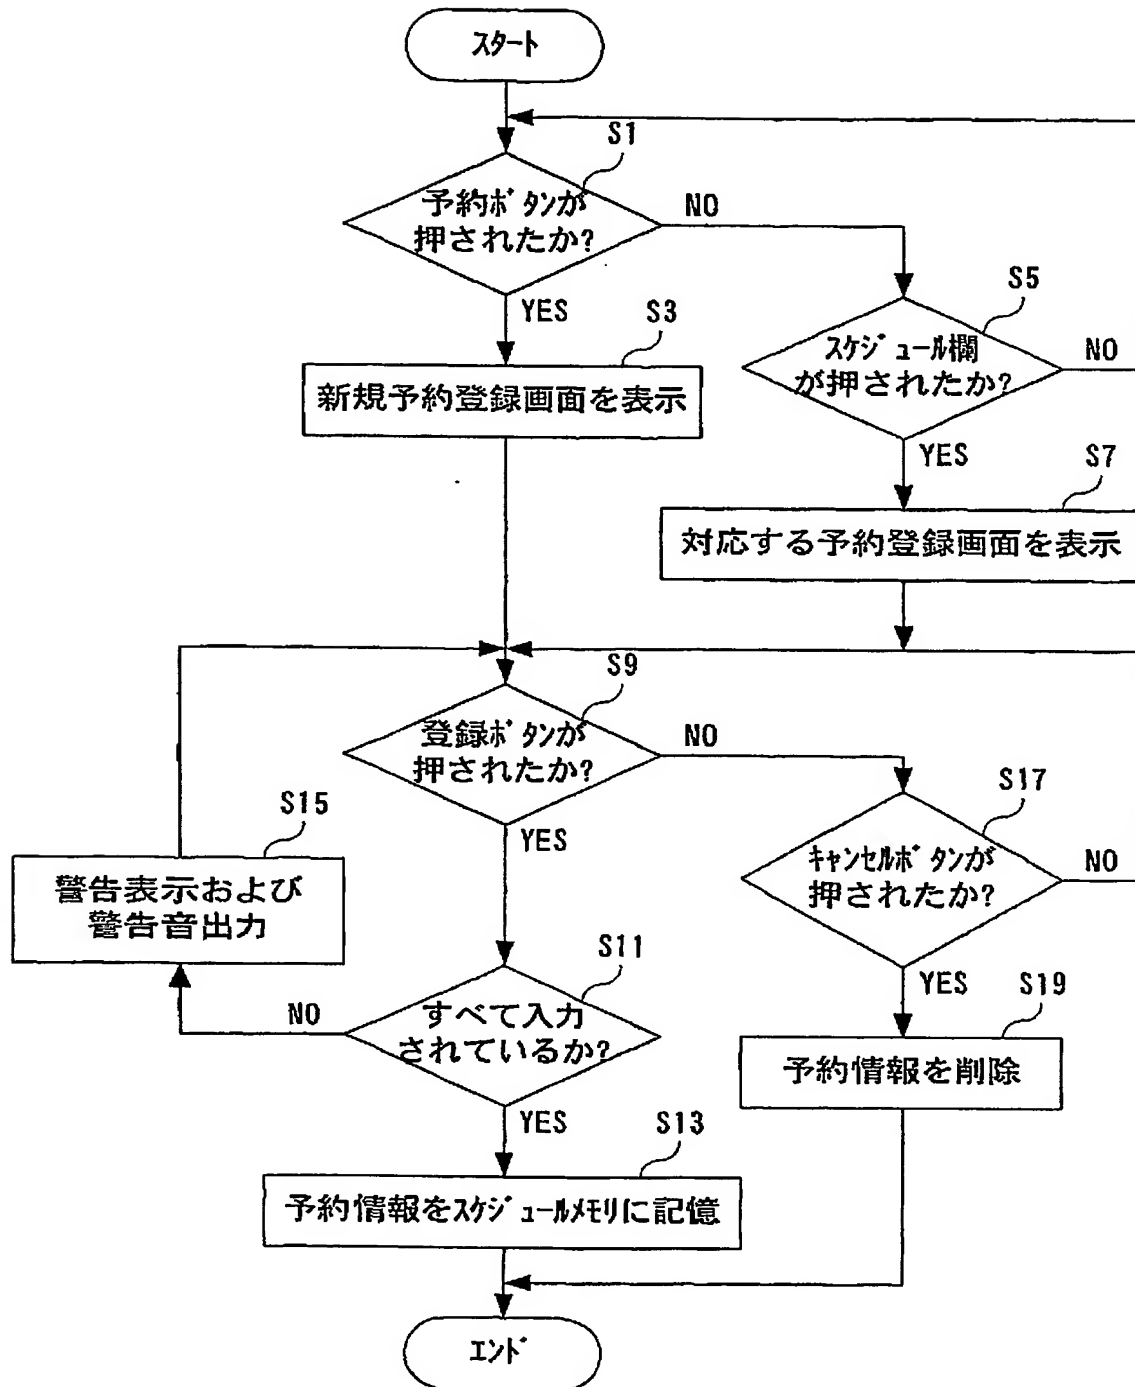 スタート
S1
予約ボタンが
押されたか?
NO
YES
S3
新規予約登録画面を表示
S5
スケジュール欄
が押されたか?
NO
YES
S7
対応する予約登録画面を表示
S9
登録ボタンが
押されたか?
NO
YES
S15
警告表示および
警告音出力
S17
キャンセルボタンが
押されたか?
NO
YES
S11
すべて入力
されているか?
NO
YES
S19
予約情報を削除
S13
予約情報をスケジュールメモリに記憶
エンド